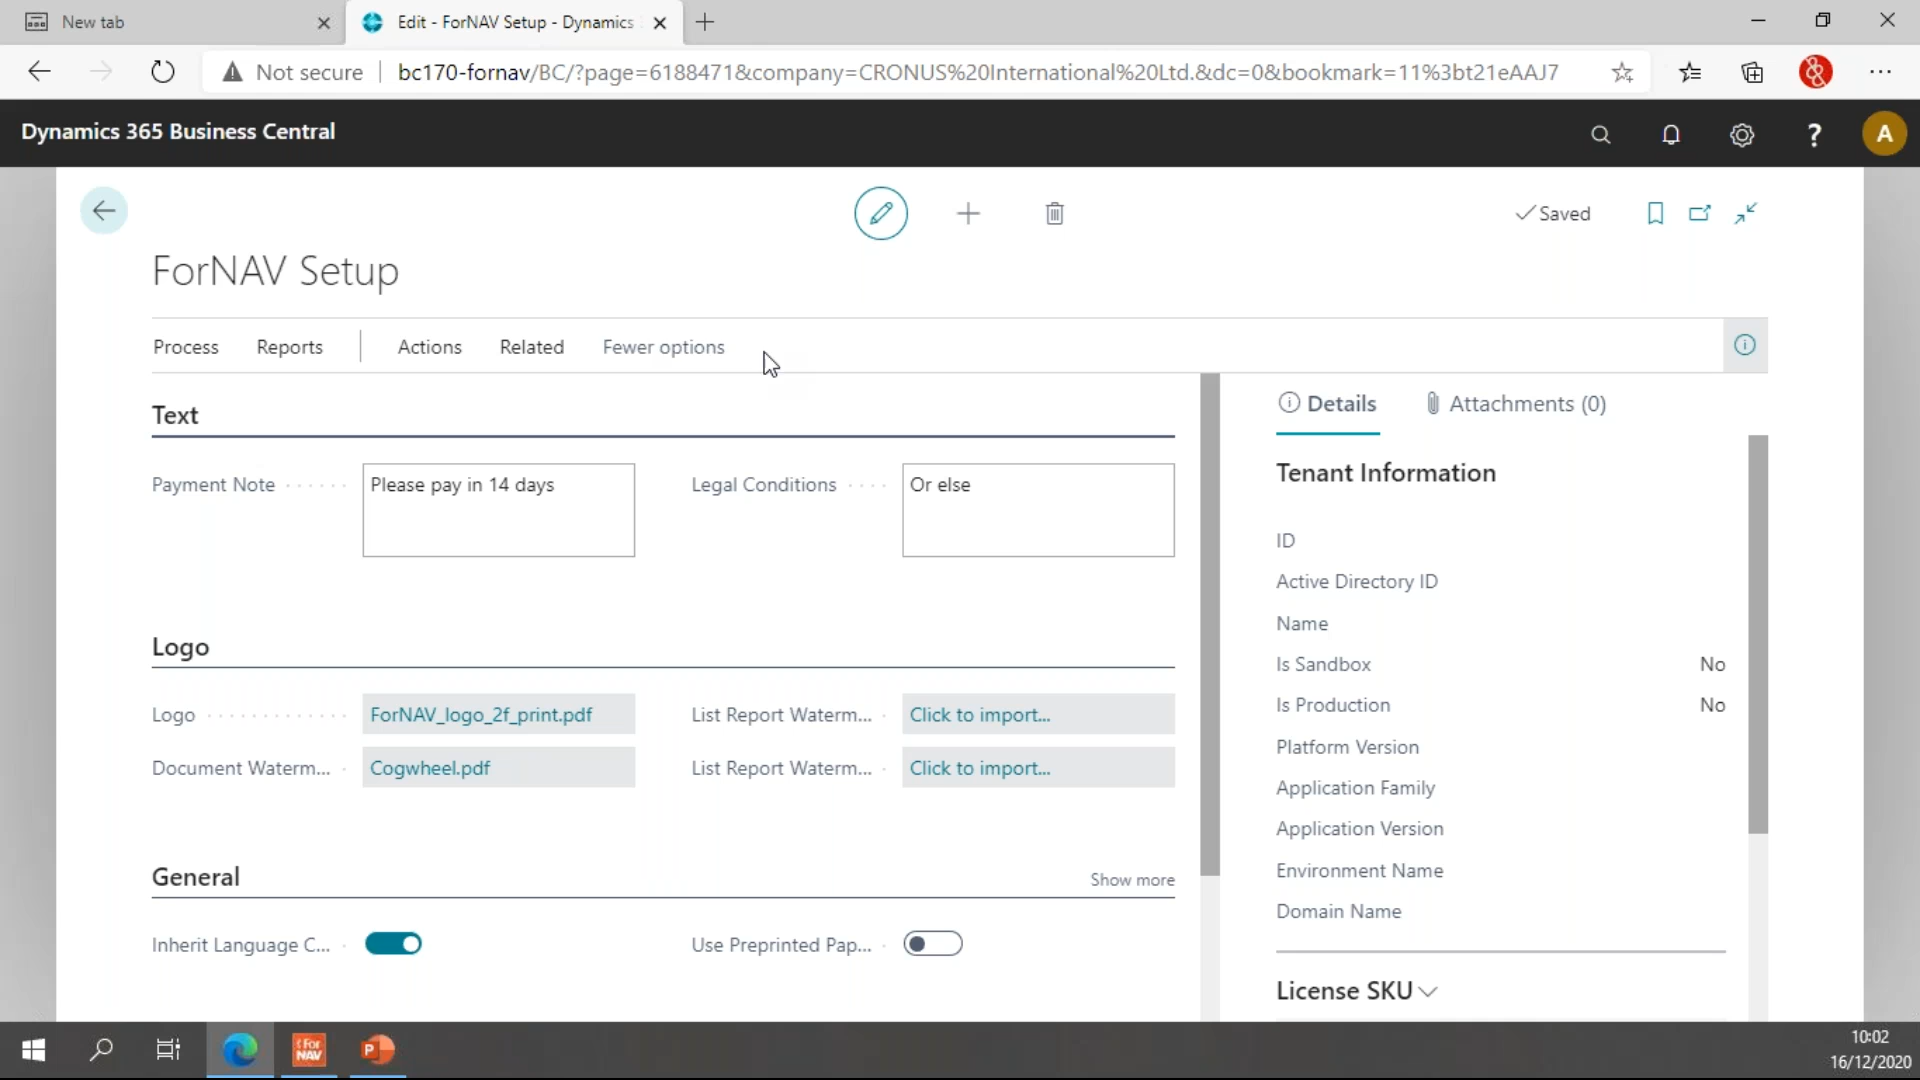 New tab
Edit - ForNAV Setup - Dynamics
Not secure
bc170-fornav/BC/?page=6188471&company=CRONUS%20International%20Ltd.&dc=0&bookmark=11%3bt21eAAJ7
Dynamics 365 Business Central
?
A
Saved
ForNAV Setup
Process
Reports
Actions
Related
Fewer options
Text
Payment Note
Please pay in 14 days
Legal Conditions
Or else
Logo
Logo
ForNAV_logo_2f_print.pdf
List Report Waterm...
Click to import...
Document Waterm...
Cogwheel.pdf
List Report Waterm...
Click to import...
General
Show more
Inherit Language C...
Use Preprinted Pap...
Details
Attachments (0)
Tenant Information
ID
Active Directory ID
Name
Is Sandbox
No
Is Production
No
Platform Version
Application Family
Application Version
Environment Name
Domain Name
License SKU
For
NAV
P
10:02
16/12/2020